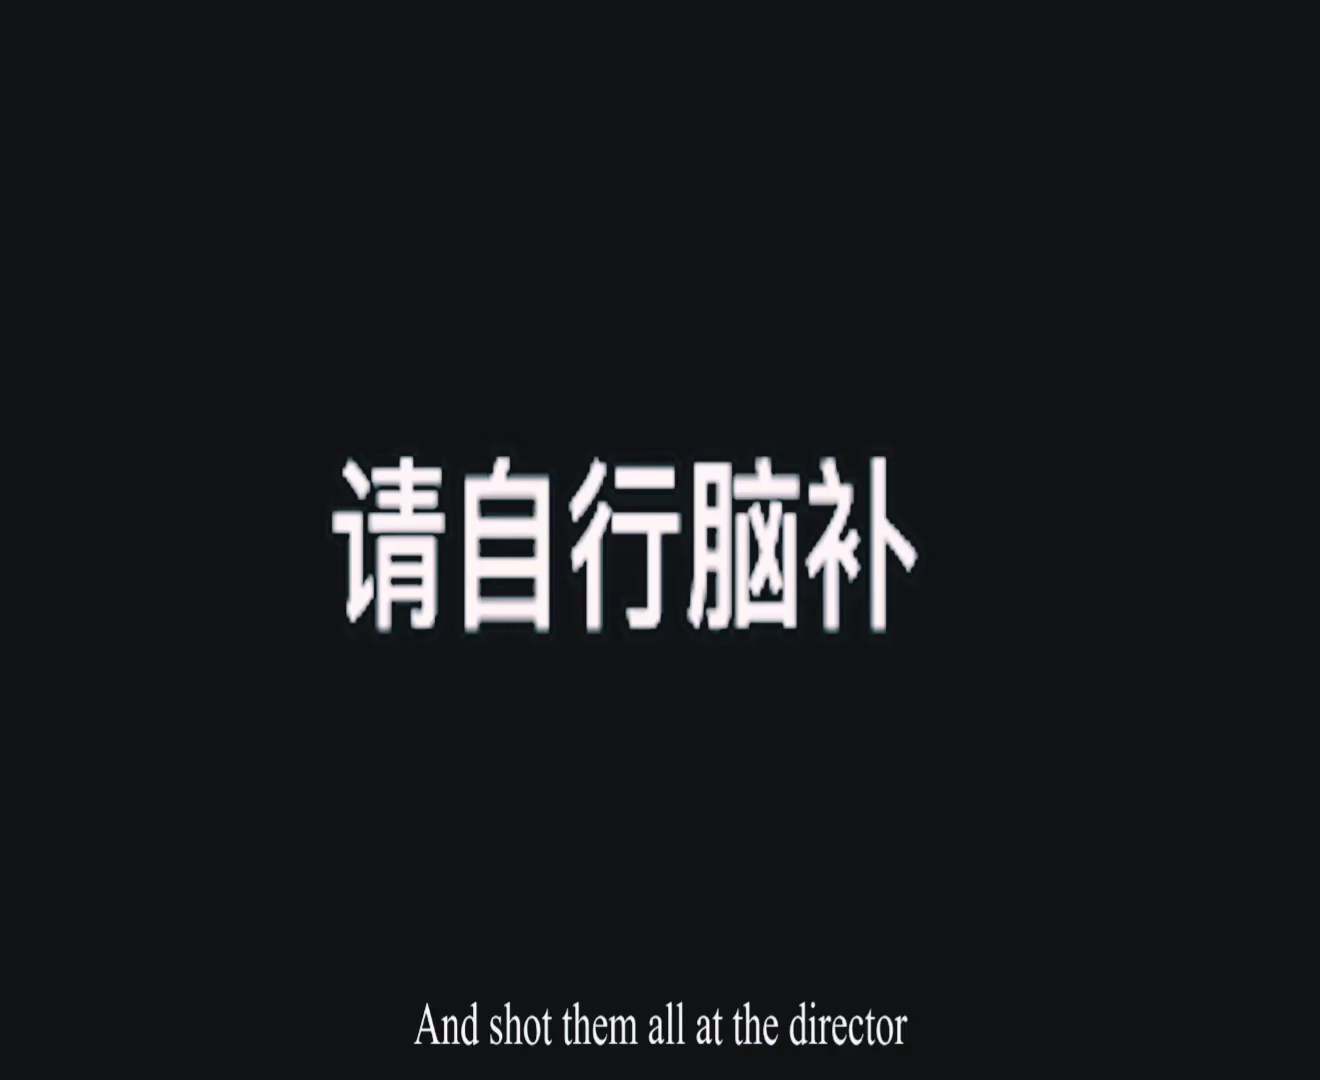 请自行脑补
And shot them all at the director